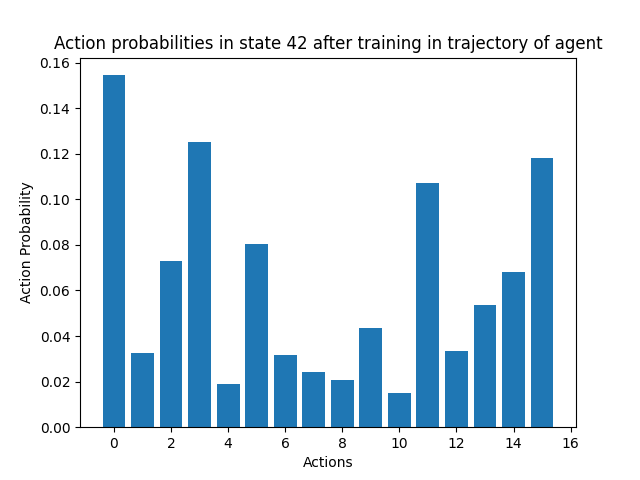 Action probabilities in state 42 after training in trajectory of agent
0.16
0.14
0.12
0.10
0.08
0.06
0.04
0.02
0.00
Action Probability
0 2 4 6 8 10 12 14 16
Actions